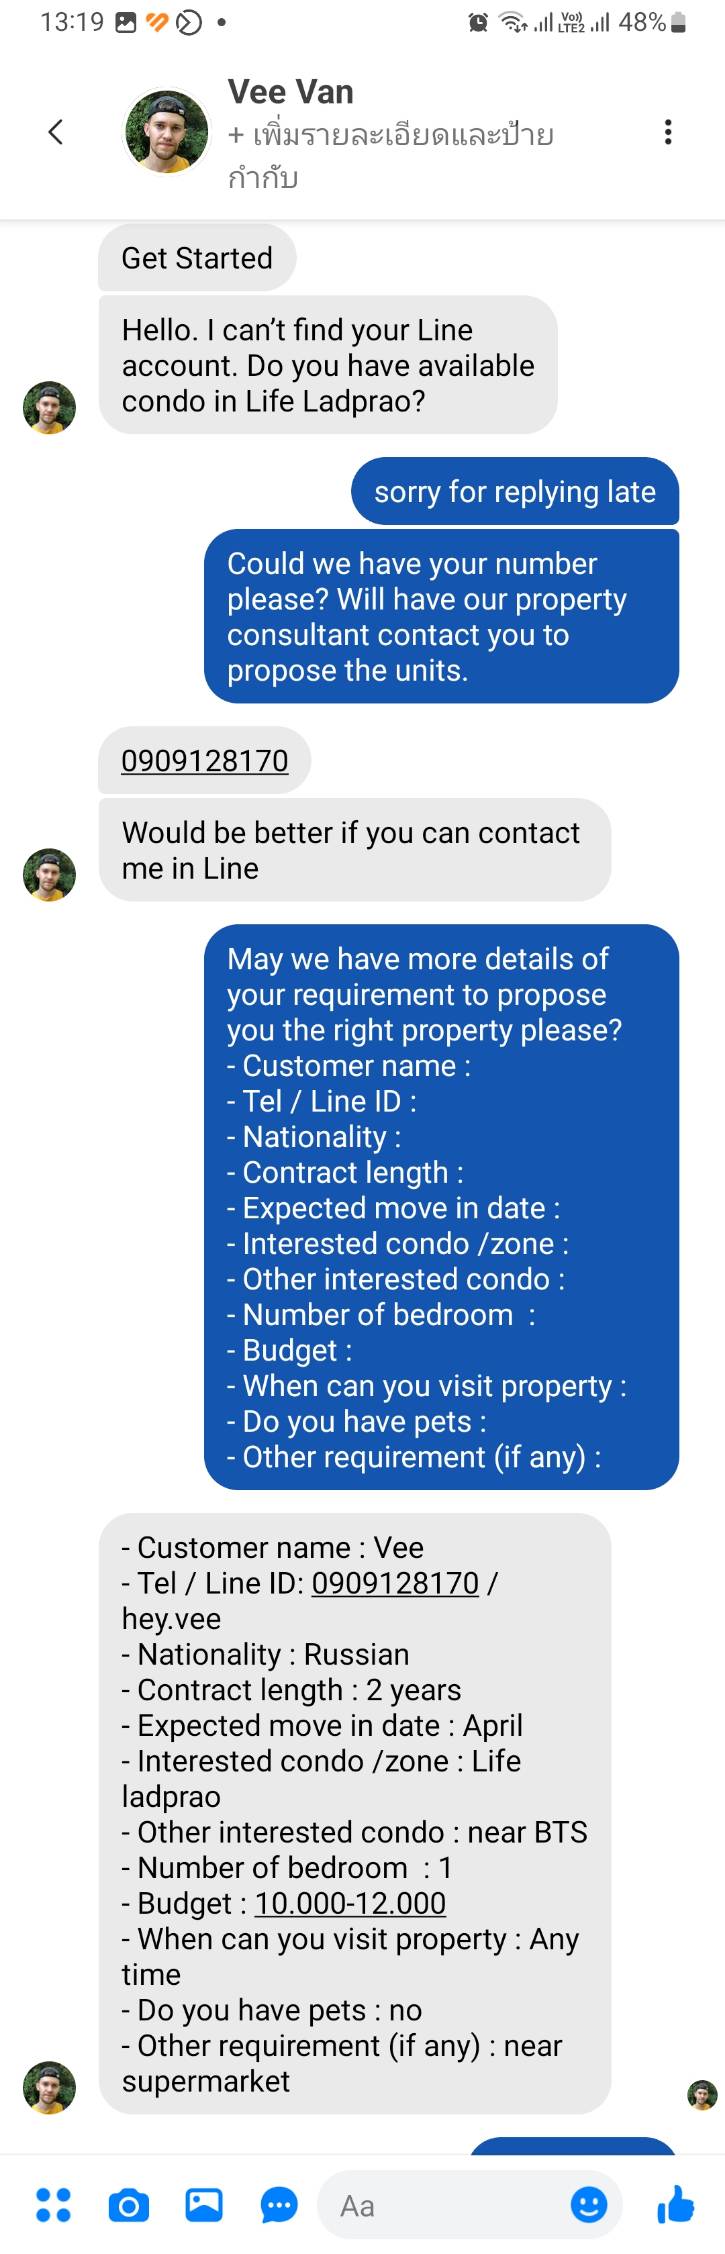 13:19
Vo))
LTE2
48%
Vee Van
+ เพิ่มรายละเอียดและป้าย
กำกับ
Get Started
Hello. I can't find your Line
account. Do you have available
condo in Life Ladprao?
sorry for replying late
Could we have your number
please? Will have our property
consultant contact you to
propose the units.
0909128170
Would be better if you can contact
me in Line
May we have more details of
your requirement to propose
you the right property please?
- Customer name :
- Tel / Line ID :
- Nationality :
- Contract length :
- Expected move in date :
- Interested condo /zone :
- Other interested condo :
- Number of bedroom  :
- Budget :
- When can you visit property :
- Do you have pets :
- Other requirement (if any) :
- Customer name : Vee
- Tel / Line ID: 0909128170 /
hey.vee
- Nationality : Russian
- Contract length : 2 years
- Expected move in date : April
- Interested condo /zone : Life
ladprao
- Other interested condo : near BTS
- Number of bedroom  : 1
- Budget : 10.000-12.000
- When can you visit property : Any
time
- Do you have pets : no
- Other requirement (if any) : near
supermarket
Aa